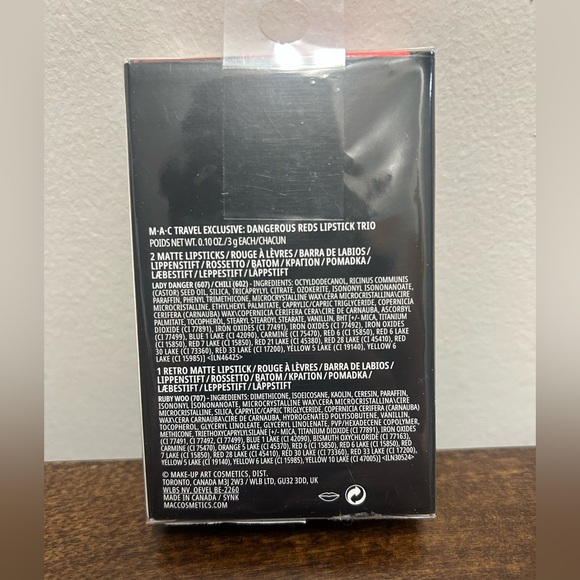 M·A·C TRAVEL EXCLUSIVE: DANGEROUS REDS LIPSTICK TRIO
POIDS NET WT. 0.10 OZ./3 g EACH/CHACUN
2 MATTE LIPSTICKS / ROUGE À LÈVRES / BARRA DE LABIOS /
LIPPENSTIFT / ROSSETTO / BATOM / ΚΡΑΓΙΟΝ / POMADKA /
LÆBESTIFT / LEPPESTIFT / LÄPPSTIFT
LADY DANGER (607) / CHILI (602) - INGREDIENTS: OCTYLDODECANOL, RICINUS COMMUNIS
(CASTOR) SEED OIL, SILICA, TRICAPRYLYL CITRATE, OZOKERITE, ISONONYL ISONONANOATE,
PARAFFIN, PHENYL TRIMETHICONE, MICROCRYSTALLINE WAX\CERA MICROCRISTALLINA\CIRE
MICROCRISTALLINE, ETHYLHEXYL PALMITATE, CAPRYLIC/CAPRIC TRIGLYCERIDE, COPERNICIA
CERIFERA (CARNAUBA) WAX\COPERNICIA CERIFERA CERA\CIRE DE CARNAUBA, ASCORBYL
PALMITATE, TOCOPHEROL, STEARYL STEAROYL STEARATE, VANILLIN, BHT [+/- MICA, TITANIUM
DIOXIDE (CI 77891), IRON OXIDES (CI 77491), IRON OXIDES (CI 77492), IRON OXIDES
(CI 77499), BLUE 1 LAKE (CI 42090), CARMINE (CI 75470), RED 6 (CI 15850), RED 6 LAKE
(CI 15850), RED 7 LAKE (CI 15850), RED 21 LAKE (CI 45380), RED 28 LAKE (CI 45410), RED
30 LAKE (CI 73360), RED 33 LAKE (CI 17200), YELLOW 5 LAKE (CI 19140), YELLOW 6
LAKE (CI 15985)] <ILN46425>
1 RETRO MATTE LIPSTICK / ROUGE À LÈVRES / BARRA DE LABIOS /
LIPPENSTIFT / ROSSETTO / BATOM / ΚΡΑΓΙΟΝ / POMADKA /
LÆBESTIFT / LEPPESTIFT / LÄPPSTIFT
RUBY WOO (707) - INGREDIENTS: DIMETHICONE, ISOEICOSANE, KAOLIN, CERESIN, PARAFFIN,
ISONONYL ISONONANOATE, MICROCRYSTALLINE WAX\CERA MICROCRISTALLINA\CIRE
MICROCRISTALLINE, SILICA, CAPRYLIC/CAPRIC TRIGLYCERIDE, COPERNICIA CERIFERA (CARNAUBA)
WAX\CERA CARNAUBA\CIRE DE CARNAUBA, HYDROGENATED POLYISOBUTENE, VANILLIN,
TOCOPHEROL, GLYCERYL LINOLEATE, GLYCERYL LINOLENATE, PVP/HEXADECENE COPOLYMER,
METHICONE, TRIETHOXYCAPRYLYLSILANE [+/- MICA, TITANIUM DIOXIDE (CI 77891), IRON OXIDES
(CI 77491, CI 77492, CI 77499), BLUE 1 LAKE (CI 42090), BISMUTH OXYCHLORIDE (CI 77163),
CARMINE (CI 75470), ORANGE 5 LAKE (CI 45370), RED 6 (CI 15850), RED 6 LAKE (CI 15850), RED
7 LAKE (CI 15850), RED 28 LAKE (CI 45410), RED 30 LAKE (CI 73360), RED 33 LAKE (CI 17200),
YELLOW 5 LAKE (CI 19140), YELLOW 6 LAKE (CI 15985), YELLOW 10 LAKE (CI 47005)] <ILN30524>
© MAKE-UP ART COSMETICS, DIST.
TORONTO, CANADA M3J 2W3 / WLB LTD, GU32 3DD, UK
WLBS NV, OEVEL BE-2260
MADE IN CANADA / SYNK
MACCOSMETICS.COM